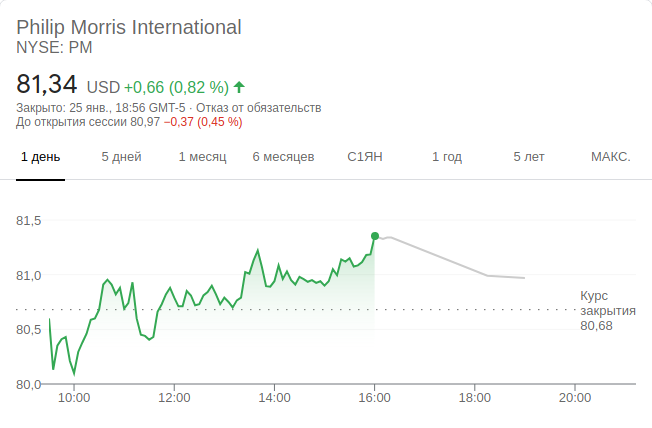 Philip Morris International
NYSE: PM
81,34 USD +0,66 (0,82 %)
Закрыто: 25 янв., 18:56 GMT-5 · Отказ от обязательств
До открытия сессии 80,97 −0,37 (0,45 %)
1 день 5 дней 1 месяц 6 месяцев С1ЯН 1 год 5 лет МАКС.
81,5
81,0
80,5
80,0
Курс
закрытия
80,68
10:00 12:00 14:00 16:00 18:00 20:00